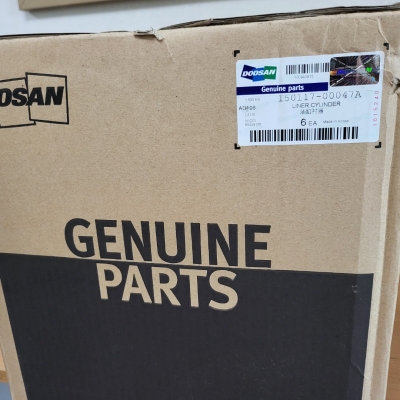 DOOSAN
Genuine parts
150117-00047A
LINER,CYLINDER
6 EA Made in Korea
OOSAN
GENUINE
PARTS